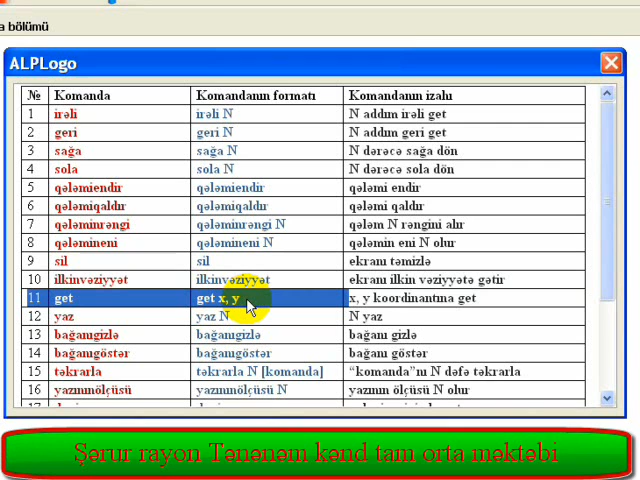 a bölümü
ALPLogo
№ Komanda Komandanın formatı Komandanın izahı
1 irəli irəli N N addım irəli get
2 geri geri N N addım geri get
3 sağa sağa N N dərəcə sağa dön
4 sola sola N N dərəcə sola dön
5 qələmiendir qələmiendir qələmi endir
6 qələmiqaldır qələmiqaldır qələmi qaldır
7 qələminrəngi qələminrəngi N qələm N rəngini alır
8 qələmineni qələmineni N qələmin eni N olur
9 sil sil ekranı təmizlə
10 ilkinvəziyyət ilkinvəziyyət ekranı ilkin vəziyyətə gətir
11 get get x, y x, y koordinantına get
12 yaz yaz N N yaz
13 bağanıgizlə bağanıgizlə bağanı gizlə
14 bağanıgöstər bağanıgöstər bağanı göstər
15 təkrarla təkrarla N [komanda] “komanda”nı N dəfə təkrarla
16 yazınınölçüsü yazınınölçüsü N yazının ölçüsü N olur
Şərur rayon Tənənəm kənd tam orta məktəbi